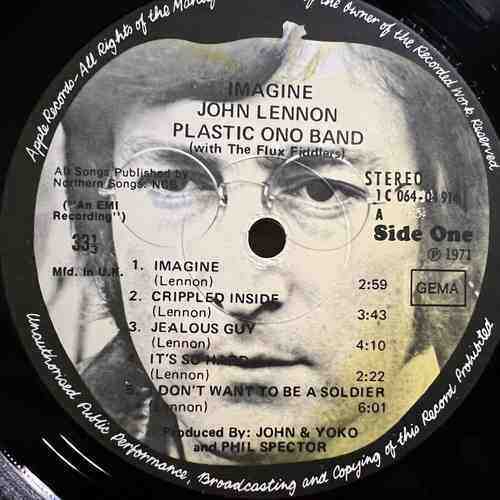 Apple Records - All Rights of the Manuf
of the Owner of the Recorded Work Reserved
IMAGINE
JOHN LENNON
PLASTIC ONO BAND
(with The Flux Fiddlers)
All Songs Published by
Northern Songs: NCB
("An EMI
Recording")
33⅓
Mfd. in U.K.
STEREO
1C 064
A
Side One
℗ 1971
GEMA
1. IMAGINE
(Lennon) 2:59
2. CRIPPLED INSIDE
(Lennon) 3:43
3. JEALOUS GUY
(Lennon) 4:10
IT'S SO HARD
(Lennon) 2:22
DON'T WANT TO BE A SOLDIER
(Lennon) 6:01
Produced By: JOHN & YOKO
and PHIL SPECTOR
Unauthorised Public Performance, Broadcasting and Copying of this Record Prohibited